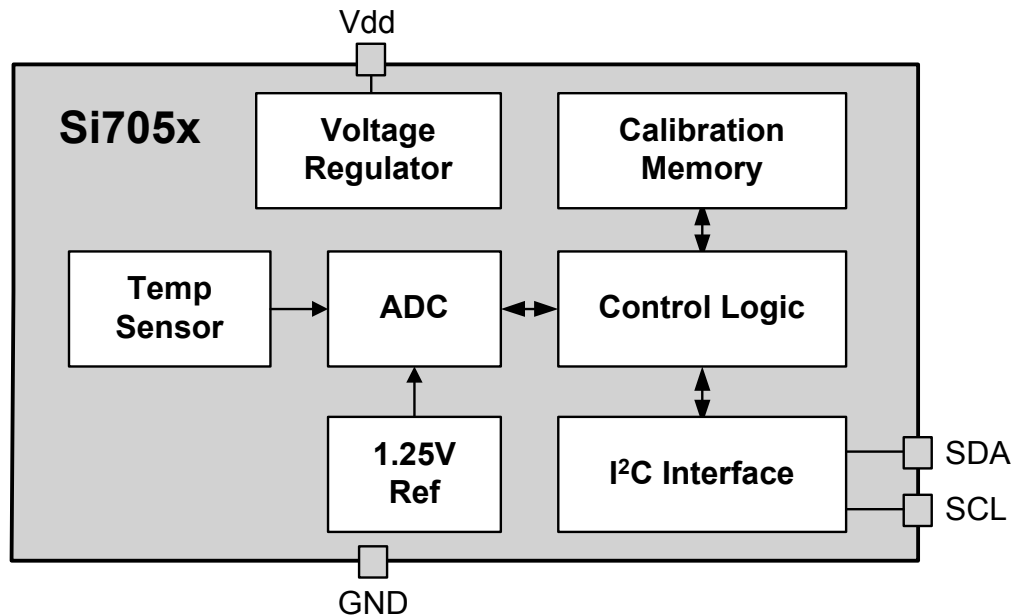 Vdd
Si705x
Voltage
Regulator
Calibration
Memory
Temp
Sensor
ADC
Control Logic
1.25V
Ref
I²C Interface
SDA
SCL
GND